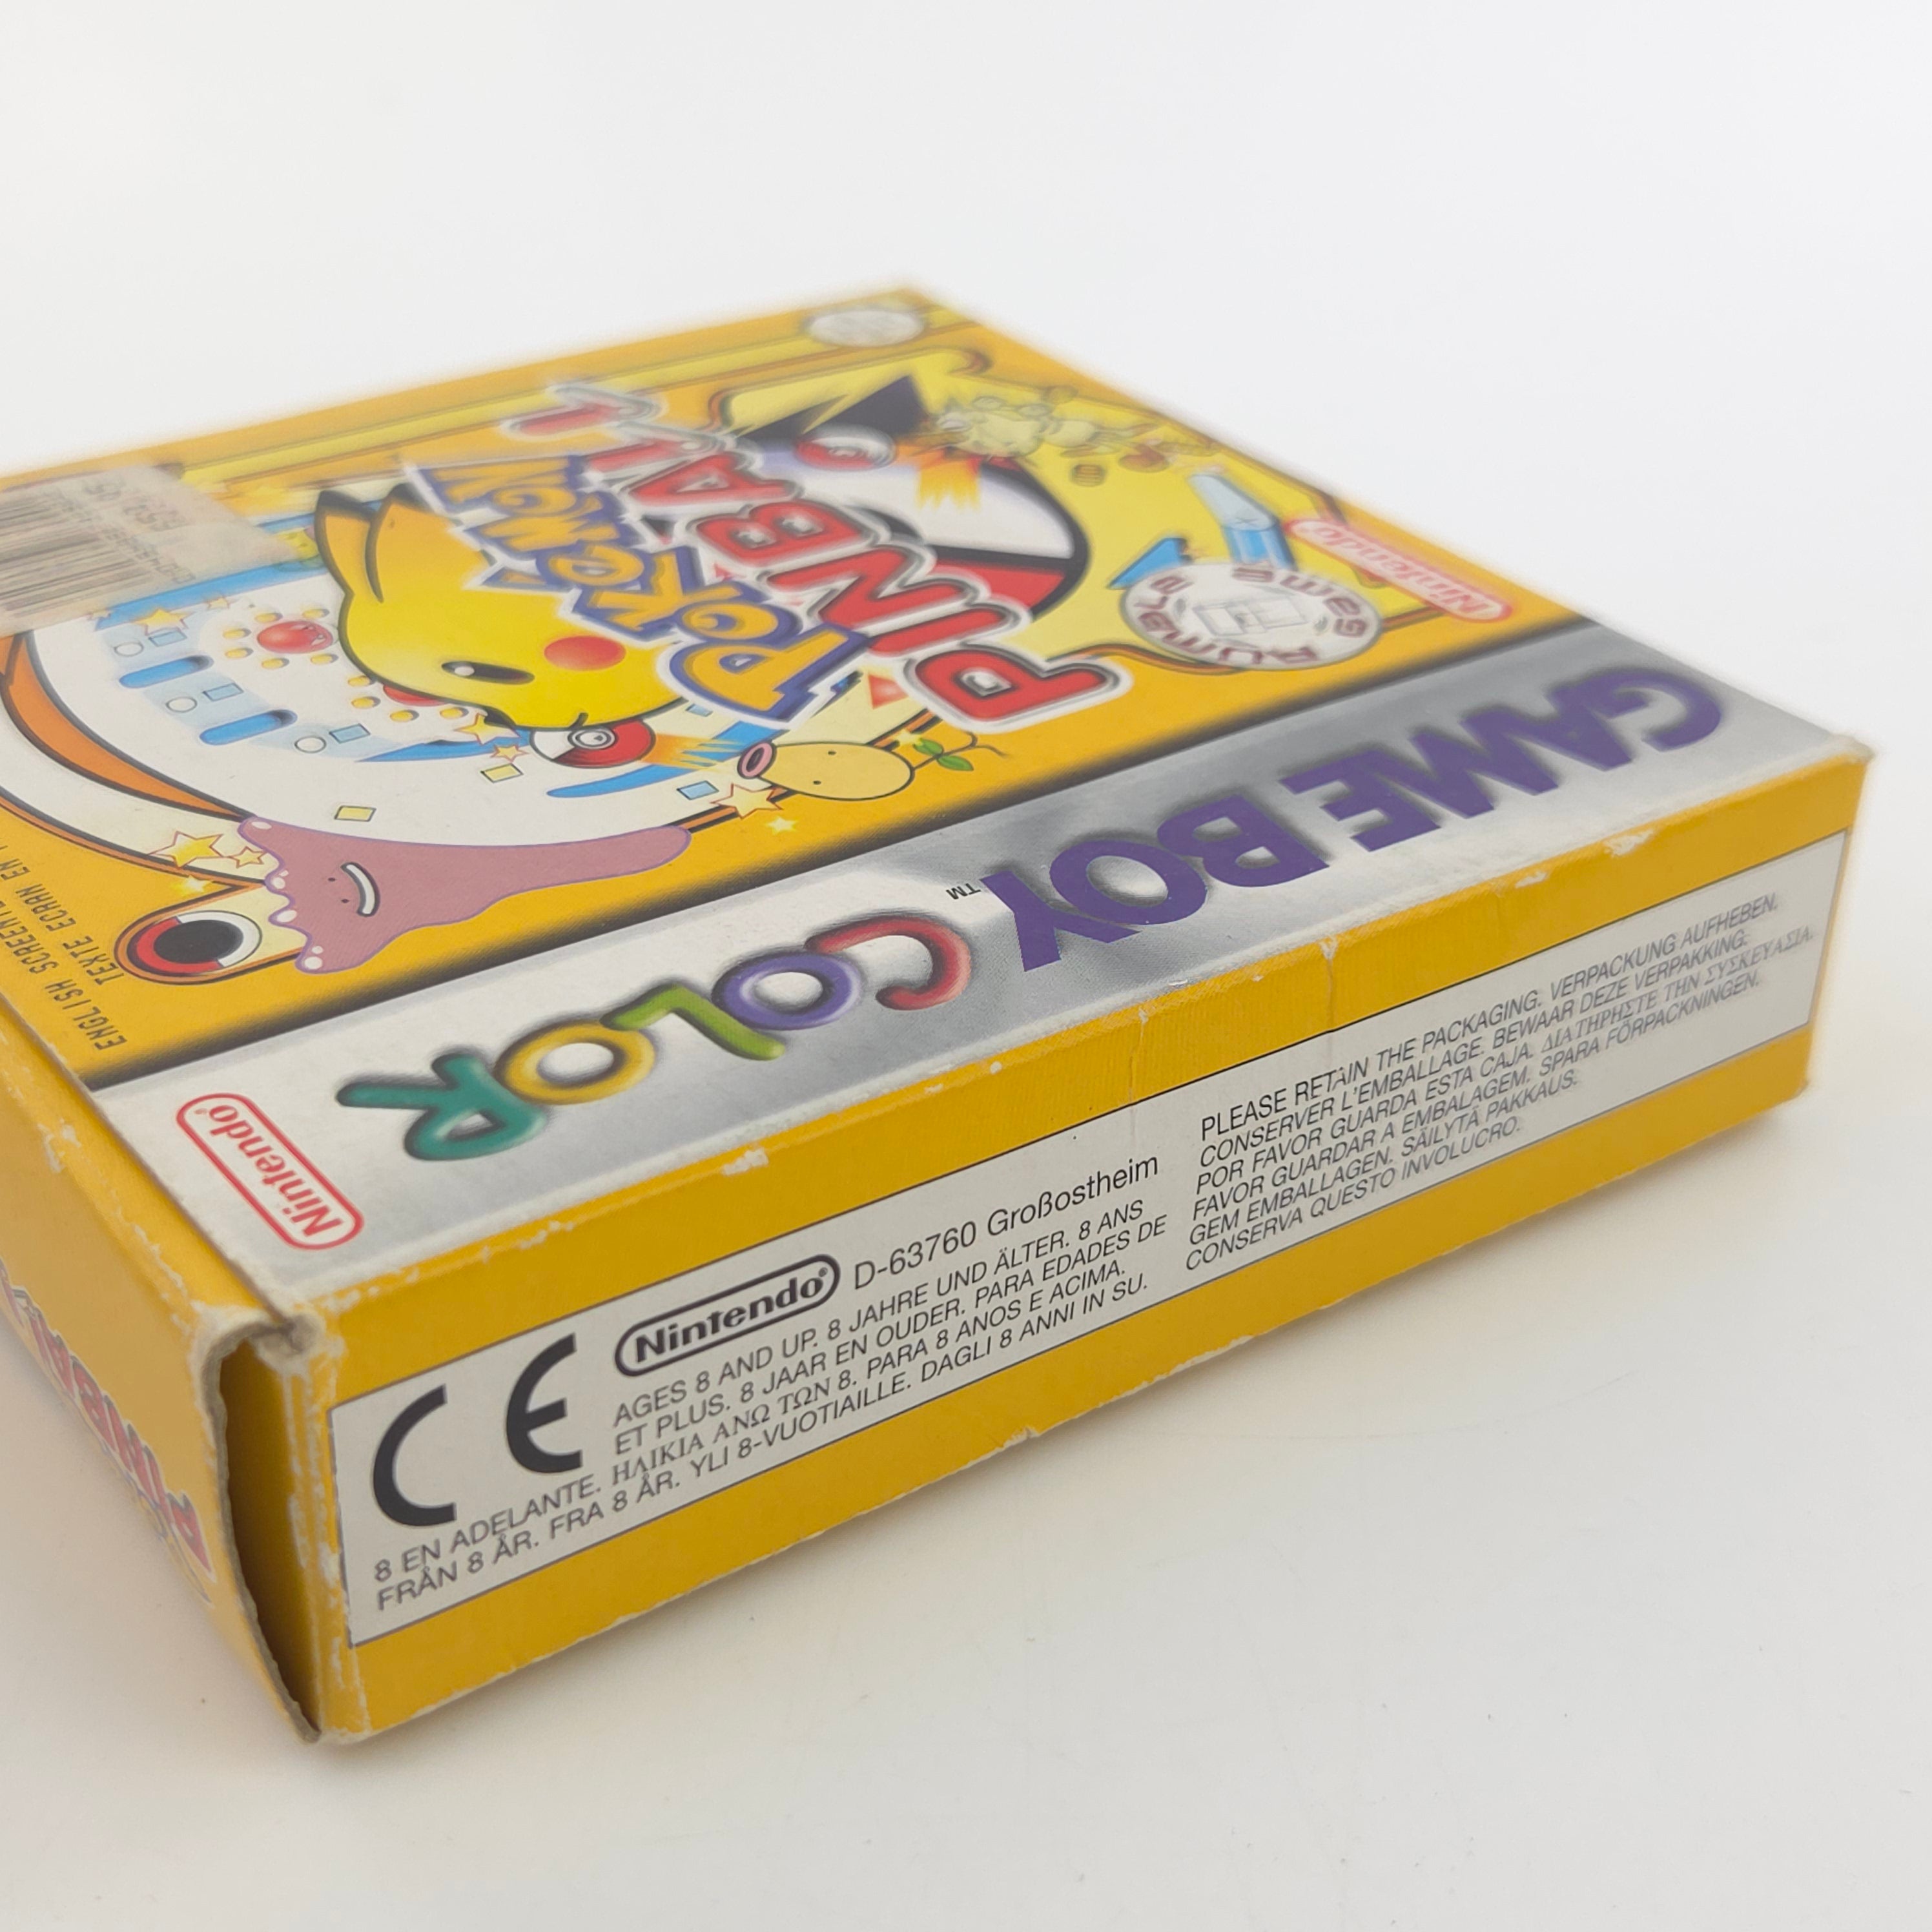 POKéMON
PINBALL
Nintendo
Rumble Game
GAME BOY
™
COLOR
Nintendo®
ENGLISH SCREEN
TEXTE ECRAN EN
PINBALL
CE
Nintendo® D-63760 Großostheim
AGES 8 AND UP. 8 JAHRE UND ÄLTER. 8 ANS
ET PLUS. 8 JAAR EN OUDER. PARA EDADES DE
8 EN ADELANTE. ΗΛΙΚΙΑ ΑΝΩ ΤΩΝ 8. PARA 8 ANOS E ACIMA.
FRÅN 8 ÅR. FRA 8 ÅR. YLI 8-VUOTIAILLE. DAGLI 8 ANNI IN SU.
PLEASE RETAIN THE PACKAGING. VERPACKUNG AUFHEBEN.
CONSERVER L'EMBALLAGE. BEWAAR DEZE VERPAKKING.
POR FAVOR GUARDA ESTA CAJA. ΔΙΑΤΗΡΗΣΤΕ ΤΗΝ ΣΥΣΚΕΥΑΣΙΑ.
FAVOR GUARDAR A EMBALAGEM. SPARA FÖRPACKNINGEN.
GEM EMBALLAGEN. SÄILYTÄ PAKKAUS.
CONSERVA QUESTO INVOLUCRO.